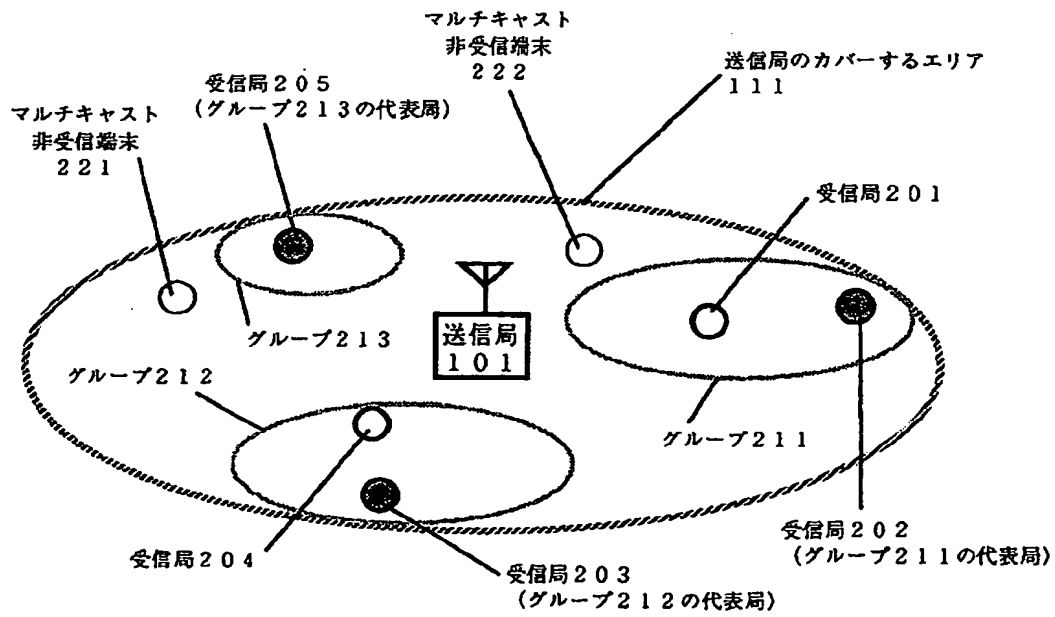 マルチキャスト
非受信端末
222
送信局のカバーするエリア
111
受信局205
(グループ213の代表局)
マルチキャスト
非受信端末
221
受信局201
グループ213
送信局
101
グループ212
グループ211
受信局204
受信局202
(グループ211の代表局)
受信局203
(グループ212の代表局)